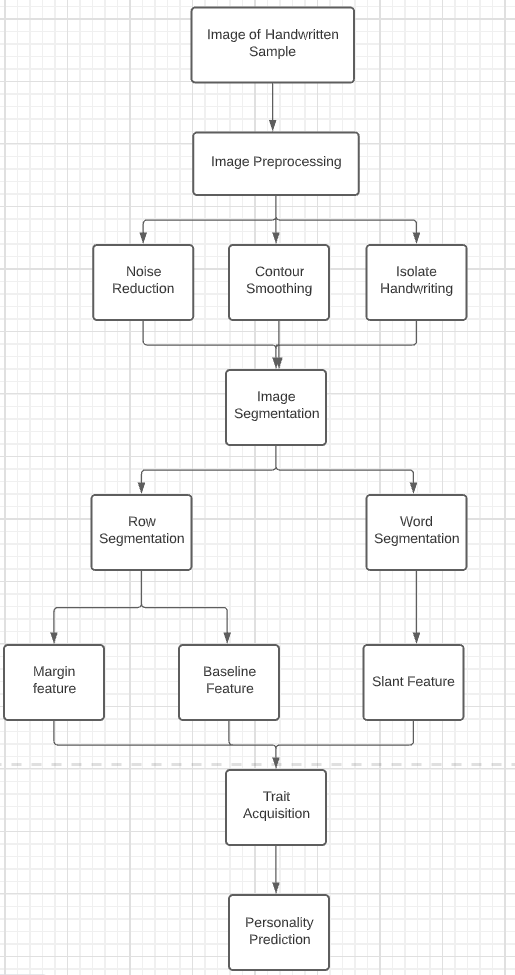 Image of Handwritten
Sample
Image Preprocessing
Noise
Reduction
Contour
Smoothing
Isolate
Handwriting
Image
Segmentation
Row
Segmentation
Word
Segmentation
Margin
feature
Baseline
Feature
Slant Feature
Trait
Acquisition
Personality
Prediction